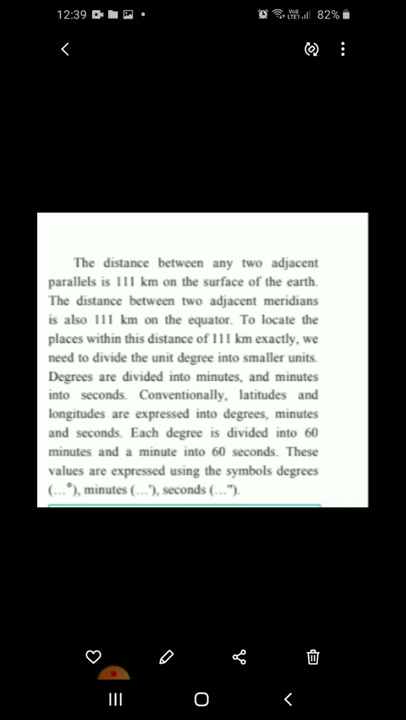 12:39
Vo)) LTE1 82%
The distance between any two adjacent
parallels is 111 km on the surface of the earth.
The distance between two adjacent meridians
is also 111 km on the equator. To locate the
places within this distance of 111 km exactly, we
need to divide the unit degree into smaller units.
Degrees are divided into minutes, and minutes
into seconds. Conventionally, latitudes and
longitudes are expressed into degrees, minutes
and seconds. Each degree is divided into 60
minutes and a minute into 60 seconds. These
values are expressed using the symbols degrees
(...°), minutes (...'), seconds (...").